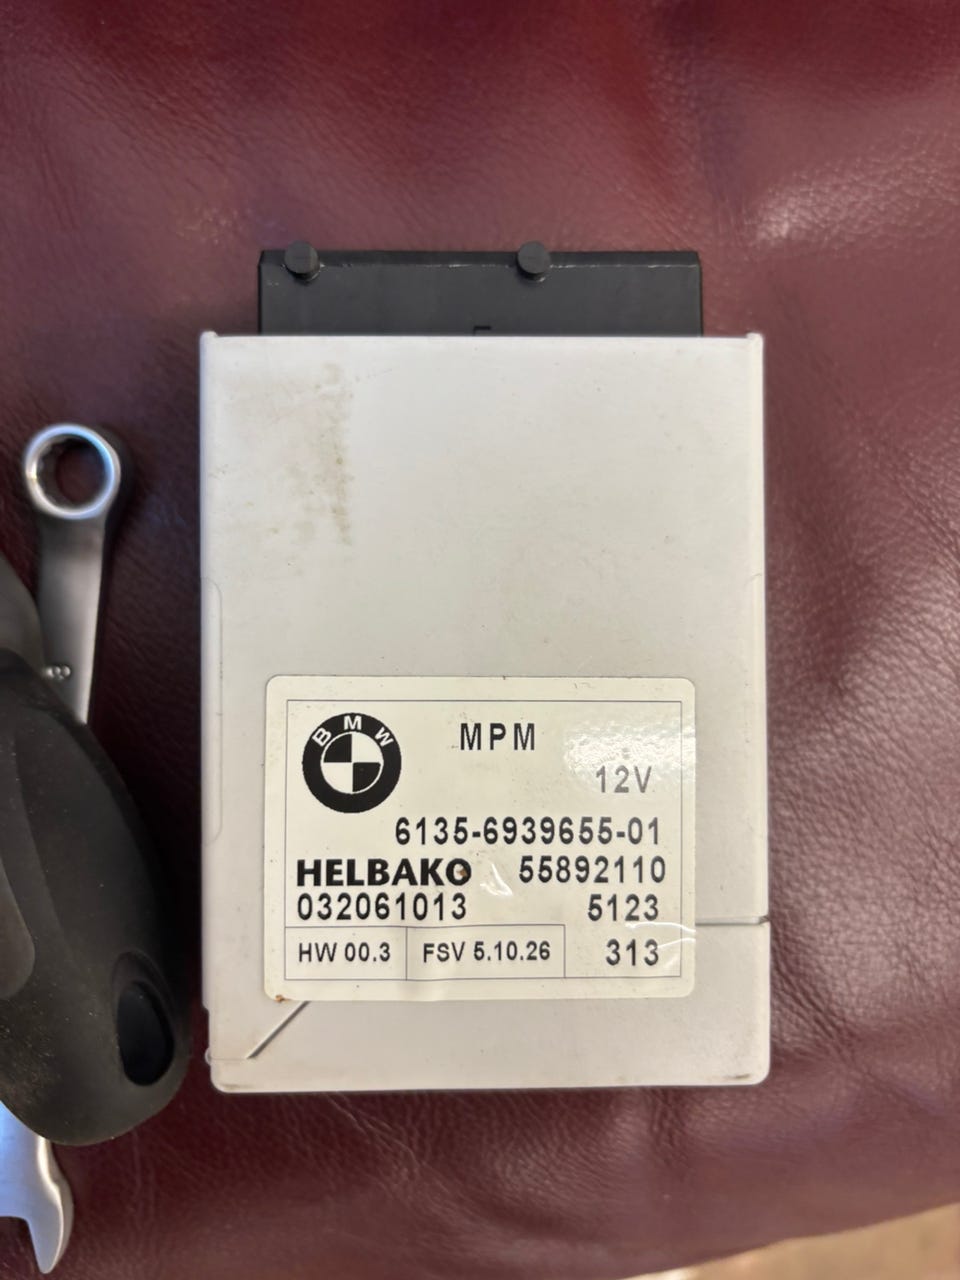 BMW
MPM
12V
6135-6939655-01
HELBAKO 55892110
032061013 5123
HW 00.3 FSV 5.10.26 313